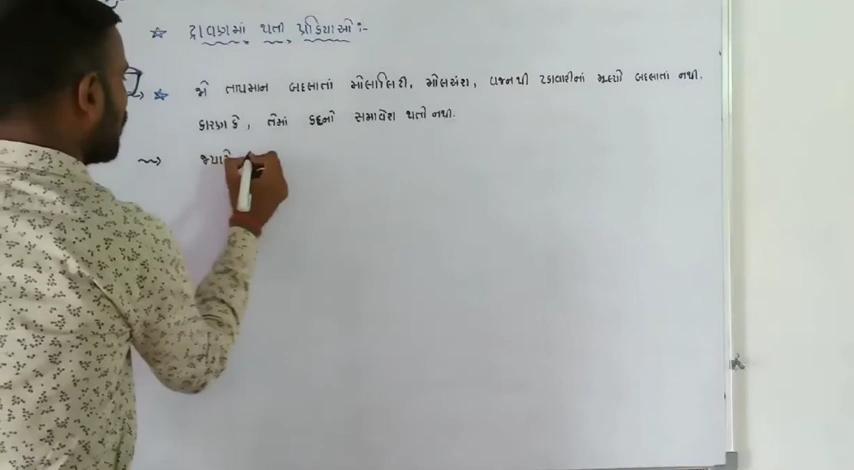 ☆ દ્રાવણમાં થતી પ્રક્રિયાઓ :-
☆ જો તાપમાન બદલાતાં મોલાલિટી, મોલઅંશ, વજનથી ટકાવારીનાં મૂલ્યો બદલાતાં નથી.
કારણ કે, તેમાં કદનો સમાવેશ થતો નથી.
જ્યારે